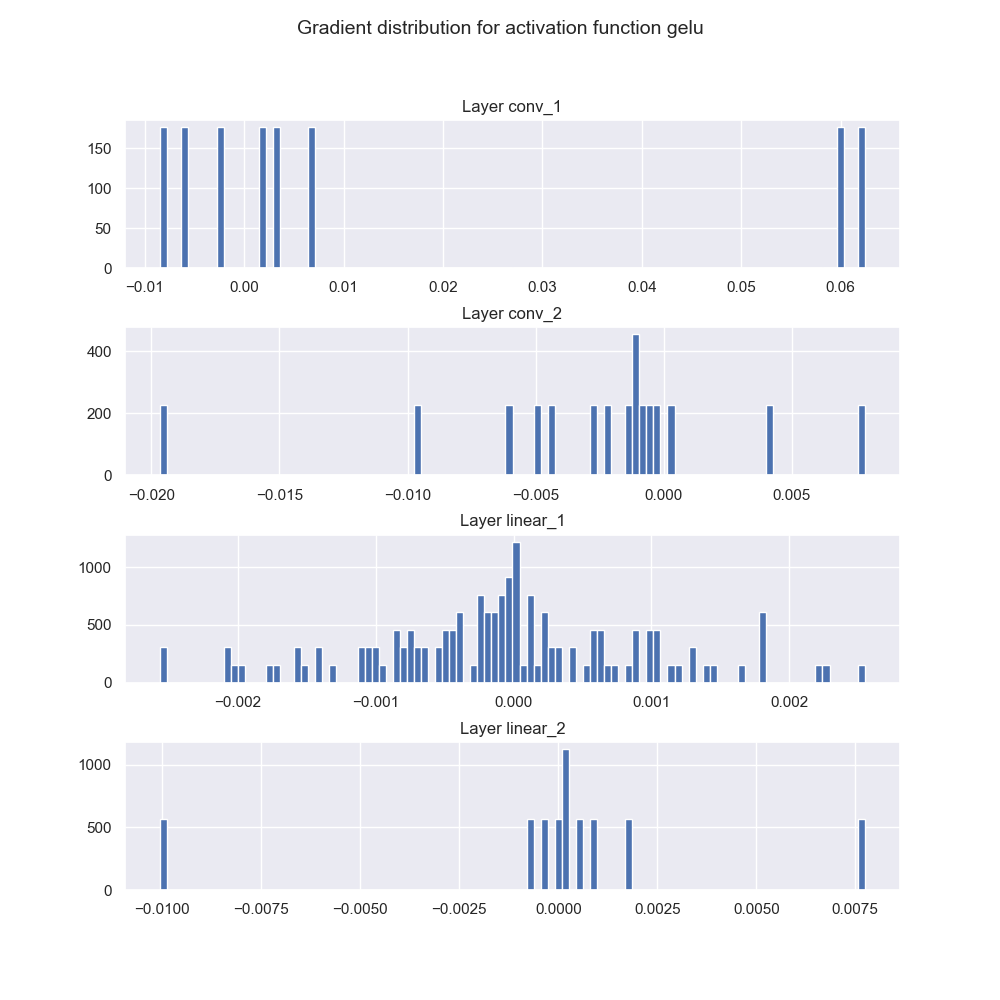 Gradient distribution for activation function gelu
Layer conv_1
150
100
50
0
−0.01 0.00 0.01 0.02 0.03 0.04 0.05 0.06
Layer conv_2
400
200
0
−0.020 −0.015 −0.010 −0.005 0.000 0.005
Layer linear_1
1000
500
0
−0.002 −0.001 0.000 0.001 0.002
Layer linear_2
1000
500
0
−0.0100 −0.0075 −0.0050 −0.0025 0.0000 0.0025 0.0050 0.0075